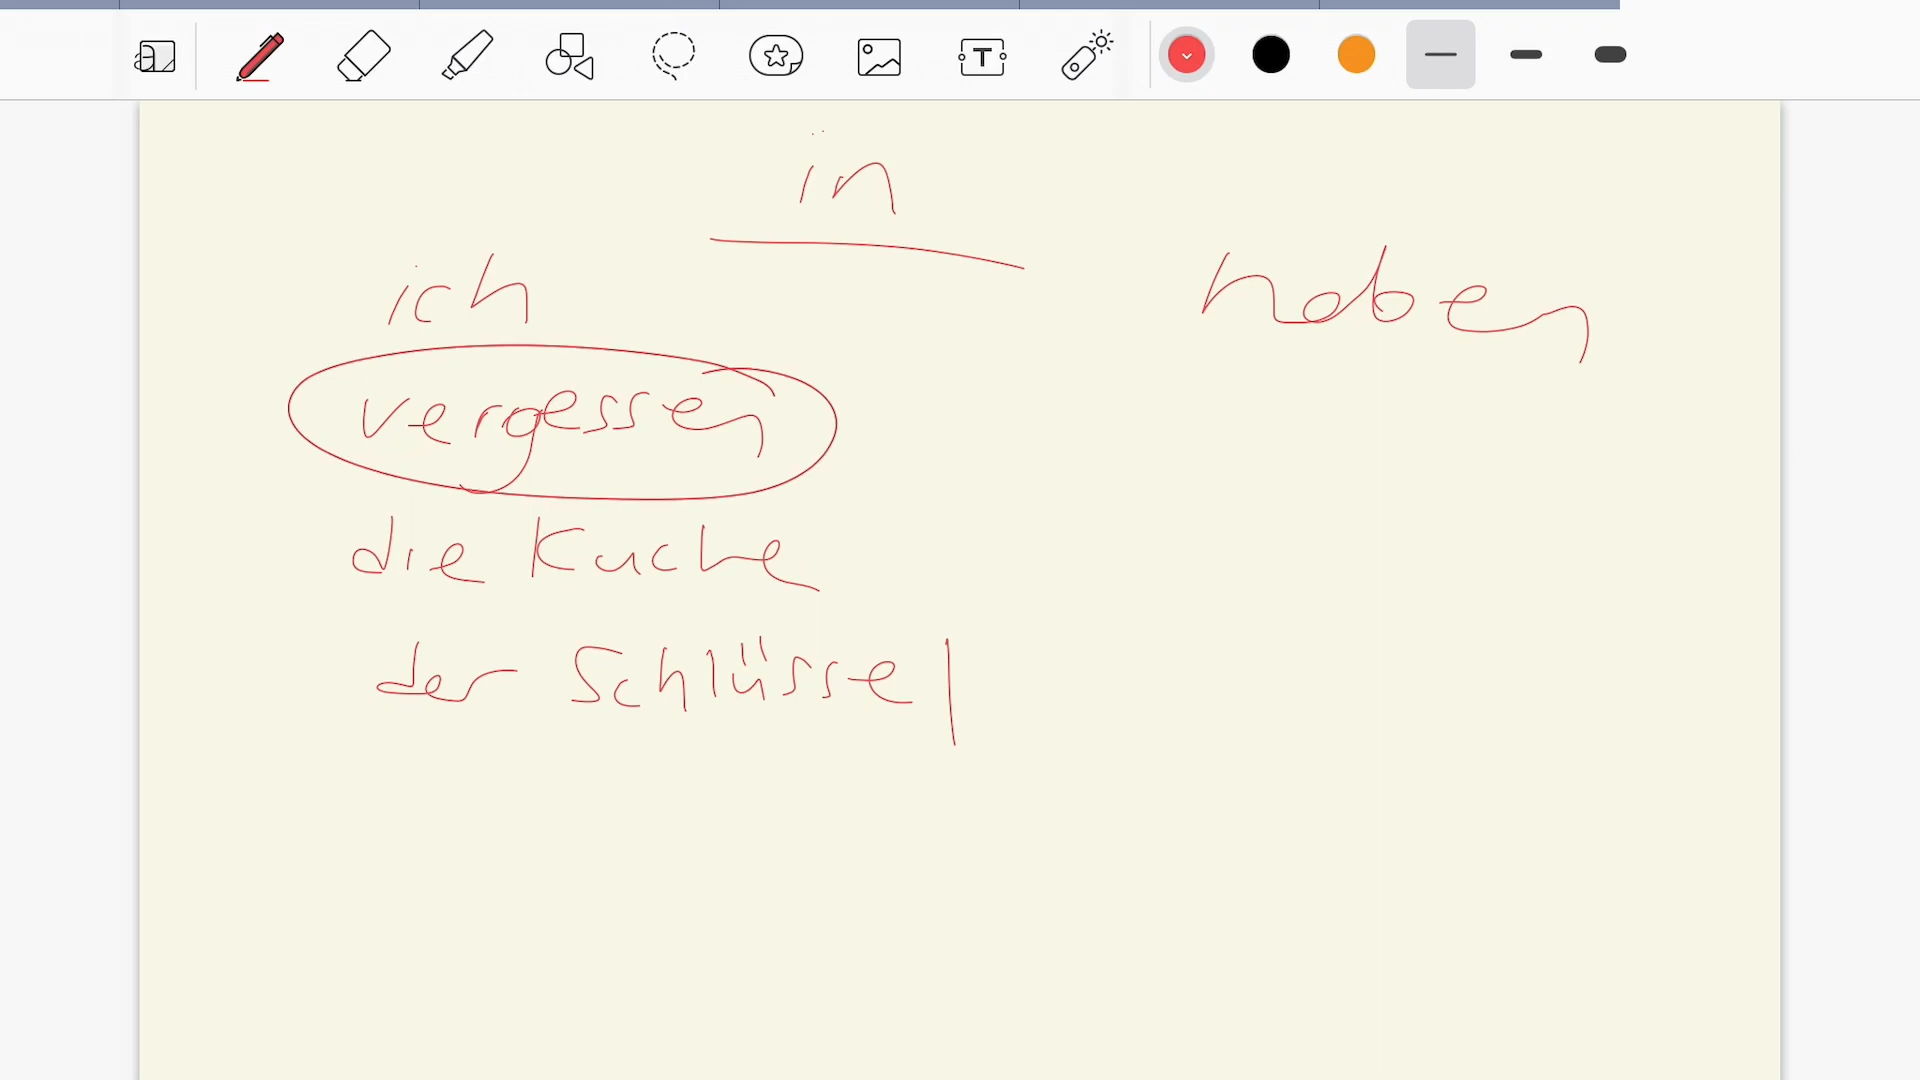 in
ich
haben
vergessen
die Kuche
der Schlüssel